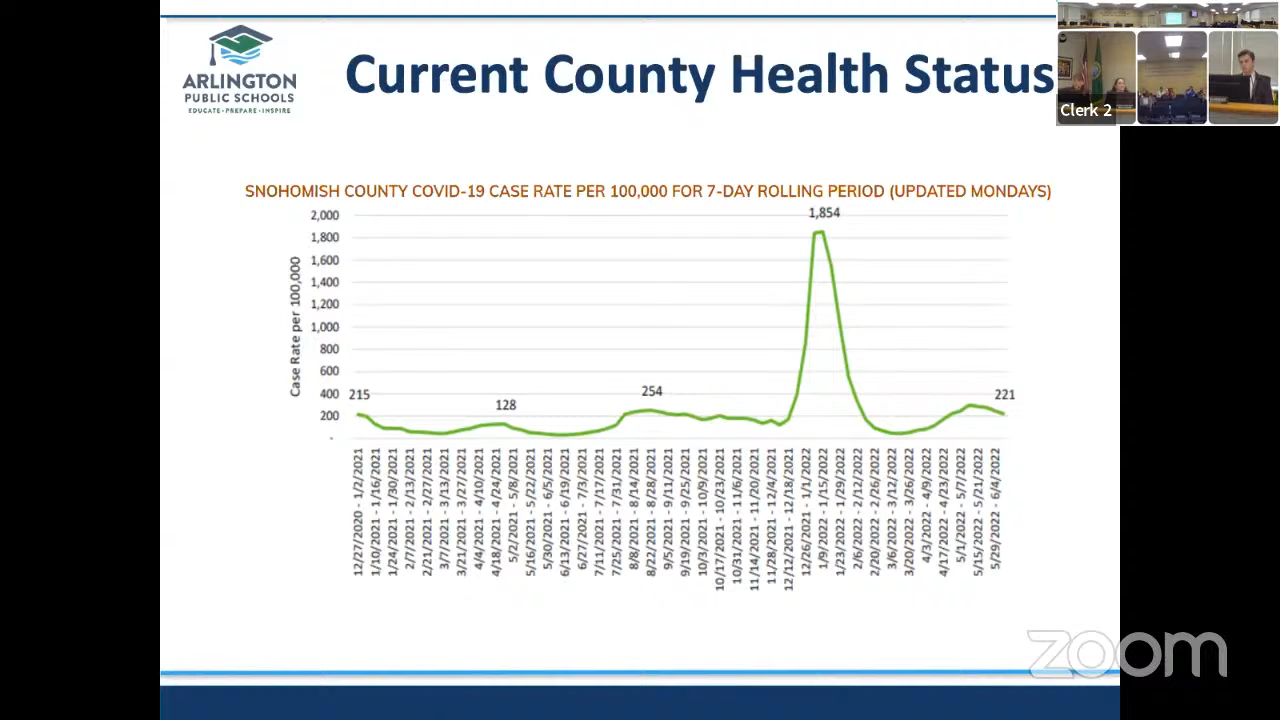 ARLINGTON
PUBLIC SCHOOLS
EDUCATE • PREPARE • INSPIRE
Current County Health Status
Clerk 2
SNOHOMISH COUNTY COVID-19 CASE RATE PER 100,000 FOR 7-DAY ROLLING PERIOD (UPDATED MONDAYS)
Case Rate per 100,000
2,000
1,800
1,600
1,400
1,200
1,000
800
600
400
200
-
215
128
254
1,854
221
12/27/2020 - 1/2/2021
1/10/2021 - 1/16/2021
1/24/2021 - 1/30/2021
2/7/2021 - 2/13/2021
2/21/2021 - 2/27/2021
3/7/2021 - 3/13/2021
3/21/2021 - 3/27/2021
4/4/2021 - 4/10/2021
4/18/2021 - 4/24/2021
5/2/2021 - 5/8/2021
5/16/2021 - 5/22/2021
5/30/2021 - 6/5/2021
6/13/2021 - 6/19/2021
6/27/2021 - 7/3/2021
7/11/2021 - 7/17/2021
7/25/2021 - 7/31/2021
8/8/2021 - 8/14/2021
8/22/2021 - 8/28/2021
9/5/2021 - 9/11/2021
9/19/2021 - 9/25/2021
10/3/2021 - 10/9/2021
10/17/2021 - 10/23/2021
10/31/2021 - 11/6/2021
11/14/2021 - 11/20/2021
11/28/2021 - 12/4/2021
12/12/2021 - 12/18/2021
12/26/2021 - 1/1/2022
1/9/2022 - 1/15/2022
1/23/2022 - 1/29/2022
2/6/2022 - 2/12/2022
2/20/2022 - 2/26/2022
3/6/2022 - 3/12/2022
3/20/2022 - 3/26/2022
4/3/2022 - 4/9/2022
4/17/2022 - 4/23/2022
5/1/2022 - 5/7/2022
5/15/2022 - 5/21/2022
5/29/2022 - 6/4/2022
zoom